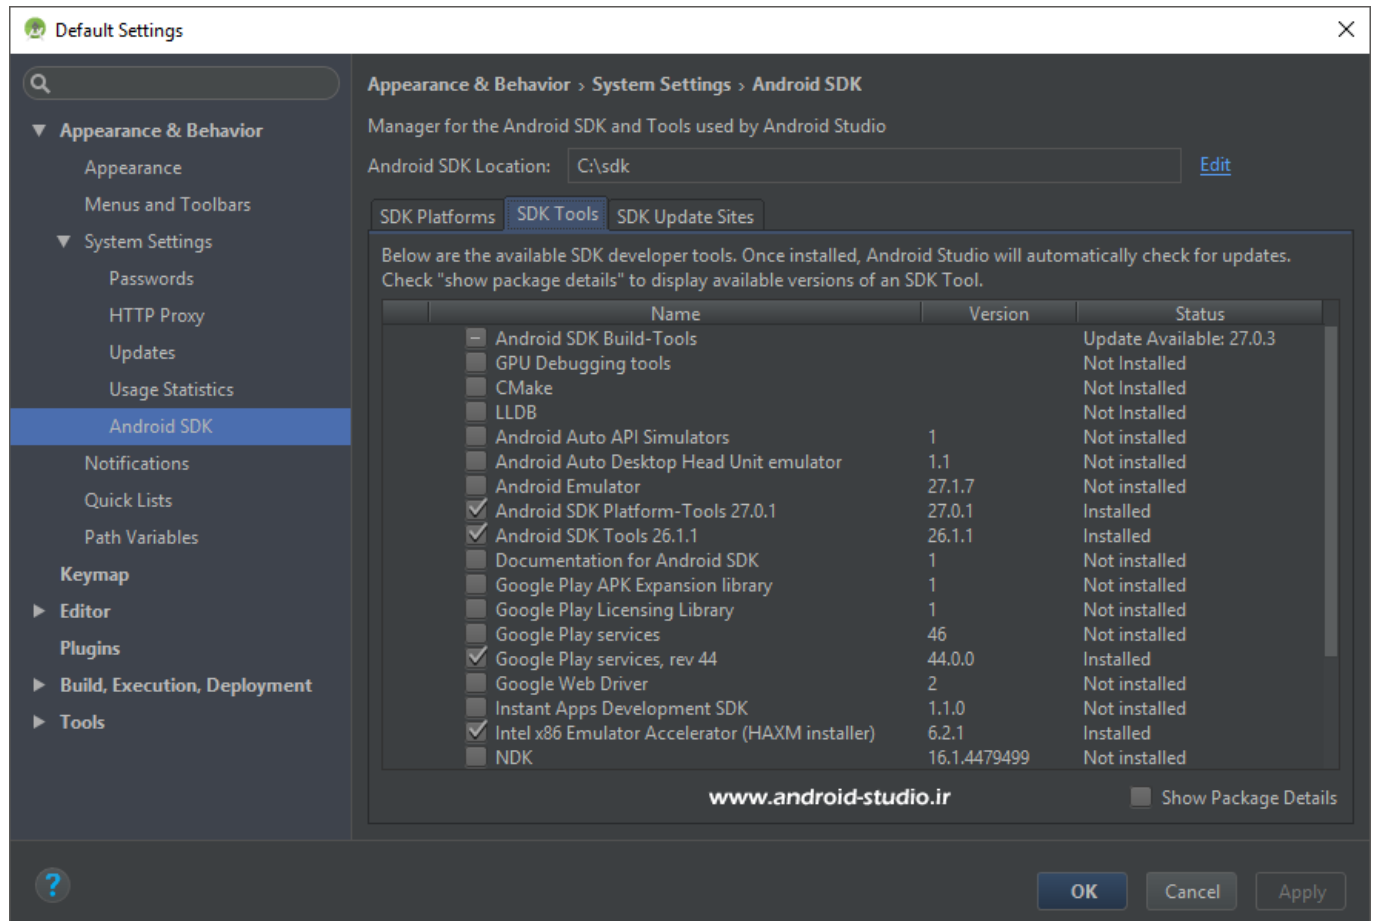 Default Settings
Appearance & Behavior
Appearance
Menus and Toolbars
System Settings
Passwords
HTTP Proxy
Updates
Usage Statistics
Android SDK
Notifications
Quick Lists
Path Variables
Keymap
Editor
Plugins
Build, Execution, Deployment
Tools
Appearance & Behavior › System Settings › Android SDK
Manager for the Android SDK and Tools used by Android Studio
Android SDK Location: C:\sdk Edit
SDK Platforms SDK Tools SDK Update Sites
Below are the available SDK developer tools. Once installed, Android Studio will automatically check for updates.
Check "show package details" to display available versions of an SDK Tool.
Name Version Status
Android SDK Build-Tools Update Available: 27.0.3
GPU Debugging tools Not Installed
CMake Not Installed
LLDB Not Installed
Android Auto API Simulators 1 Not installed
Android Auto Desktop Head Unit emulator 1.1 Not installed
Android Emulator 27.1.7 Not installed
Android SDK Platform-Tools 27.0.1 27.0.1 Installed
Android SDK Tools 26.1.1 26.1.1 Installed
Documentation for Android SDK 1 Not installed
Google Play APK Expansion library 1 Not installed
Google Play Licensing Library 1 Not installed
Google Play services 46 Not installed
Google Play services, rev 44 44.0.0 Installed
Google Web Driver 2 Not installed
Instant Apps Development SDK 1.1.0 Not installed
Intel x86 Emulator Accelerator (HAXM installer) 6.2.1 Installed
NDK 16.1.4479499 Not installed
www.android-studio.ir
Show Package Details
?
OK Cancel Apply